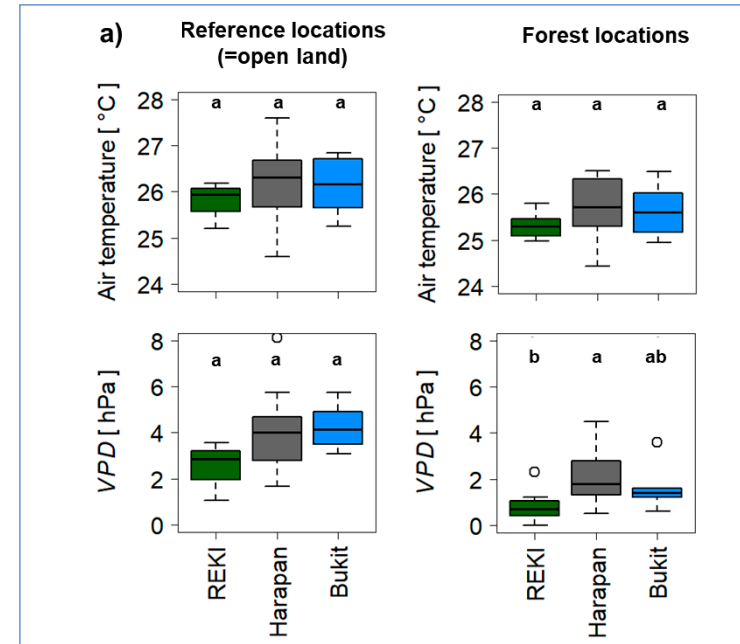 a)
Reference locations
(=open land)
Forest locations
Air temperature [ °C]
28
27
26
25
24
a a a
Air temperature [ °C]
28
27
26
25
24
a a a
VPD [ hPa]
8
6
4
2
0
a a a
REKI
Harapan
Bukit
VPD [ hPa]
8
6
4
2
0
b a ab
REKI
Harapan
Bukit